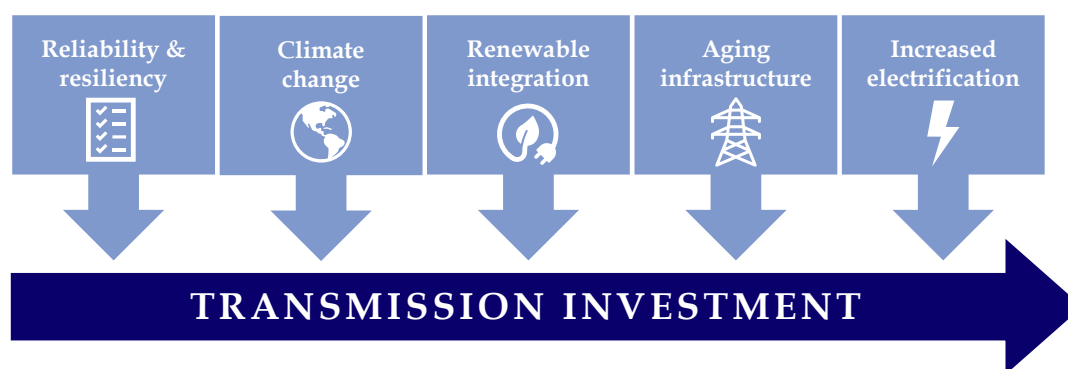 Reliability &
resiliency
Climate
change
Renewable
integration
Aging
infrastructure
Increased
electrification
TRANSMISSION INVESTMENT